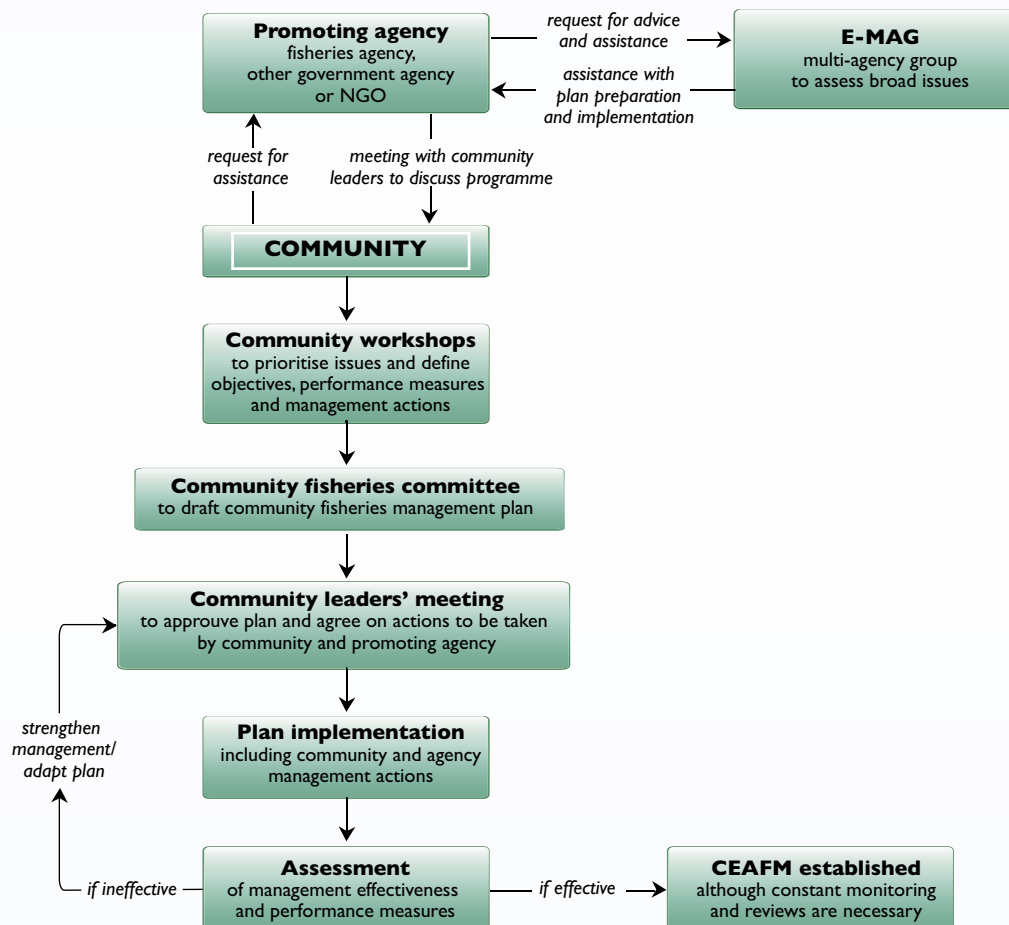 Promoting agency
fisheries agency,
other government agency
or NGO
request for advice
and assistance
E-MAG
multi-agency group
to assess broad issues
assistance with
plan preparation
and implementation
request for
assistance
meeting with community
leaders to discuss programme
COMMUNITY
Community workshops
to prioritise issues and define
objectives, performance measures
and management actions
Community fisheries committee
to draft community fisheries management plan
Community leaders’ meeting
to approuve plan and agree on actions to be taken
by community and promoting agency
strengthen
management/
adapt plan
Plan implementation
including community and agency
management actions
if ineffective
Assessment
of management effectiveness
and performance measures
if effective
CEAFM established
although constant monitoring
and reviews are necessary